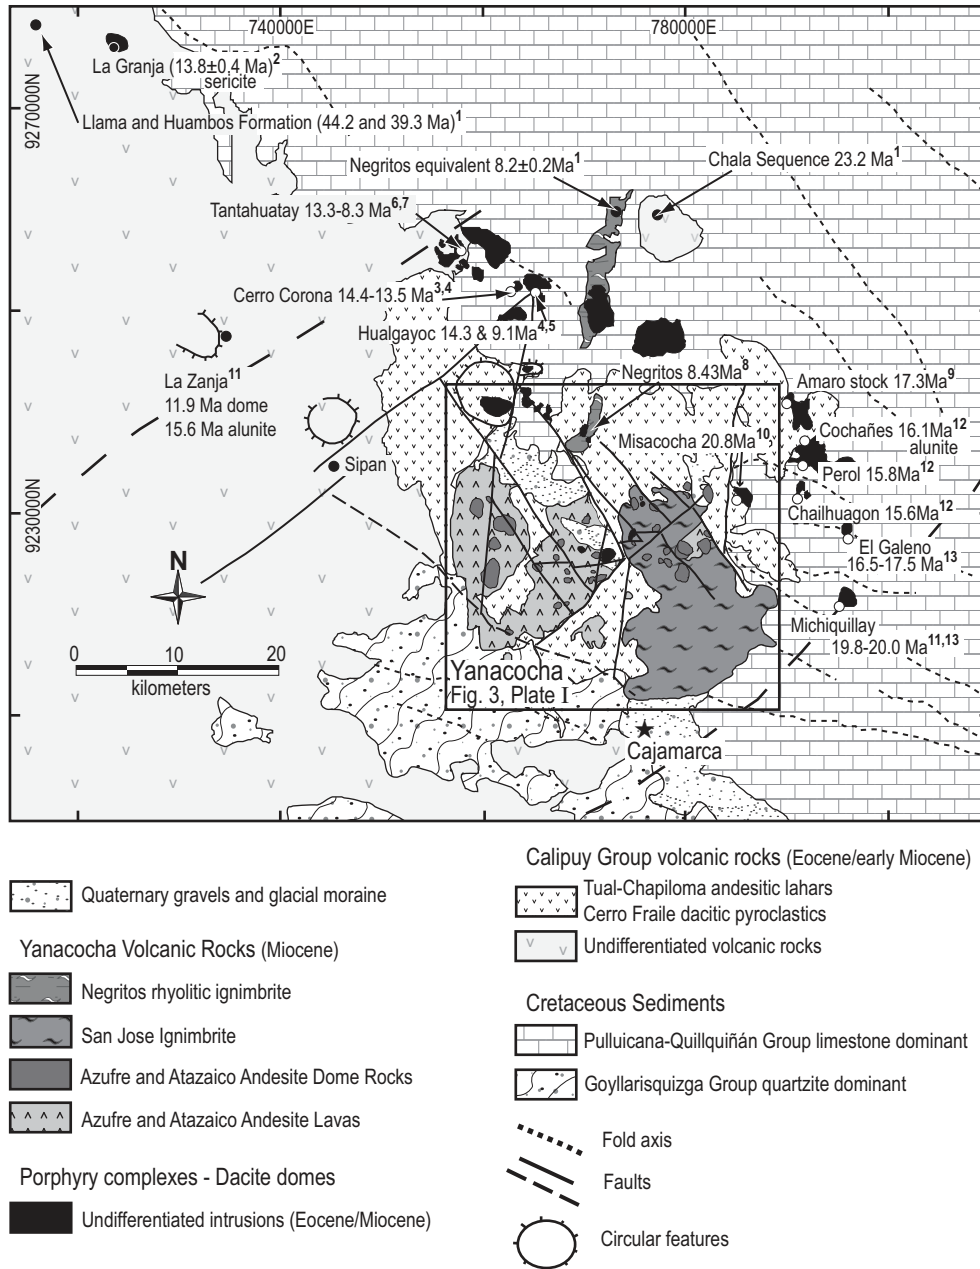 740000E
780000E
La Granja (13.8±0.4 Ma)2
sericite
9270000N
Llama and Huambos Formation (44.2 and 39.3 Ma)1
Negritos equivalent 8.2±0.2Ma1
Chala Sequence 23.2 Ma1
Tantahuatay 13.3-8.3 Ma6,7
Cerro Corona 14.4-13.5 Ma3,4
Hualgayoc 14.3 & 9.1Ma4,5
La Zanja11
11.9 Ma dome
15.6 Ma alunite
Negritos 8.43Ma8
Amaro stock 17.3Ma9
Misacocha 20.8Ma10
Cochañes 16.1Ma12
alunite
Sipan
Perol 15.8Ma12
Chailhuagon 15.6Ma12
9230000N
El Galeno
16.5-17.5 Ma13
N
Michiquillay
19.8-20.0 Ma11,13
0 10 20
kilometers
Yanacocha
Fig. 3, Plate I
Cajamarca
Quaternary gravels and glacial moraine
Yanacocha Volcanic Rocks (Miocene)
Negritos rhyolitic ignimbrite
San Jose Ignimbrite
Azufre and Atazaico Andesite Dome Rocks
Azufre and Atazaico Andesite Lavas
Porphyry complexes - Dacite domes
Undifferentiated intrusions (Eocene/Miocene)
Calipuy Group volcanic rocks (Eocene/early Miocene)
Tual-Chapiloma andesitic lahars
Cerro Fraile dacitic pyroclastics
Undifferentiated volcanic rocks
Cretaceous Sediments
Pulluicana-Quillquiñán Group limestone dominant
Goyllarisquizga Group quartzite dominant
Fold axis
Faults
Circular features